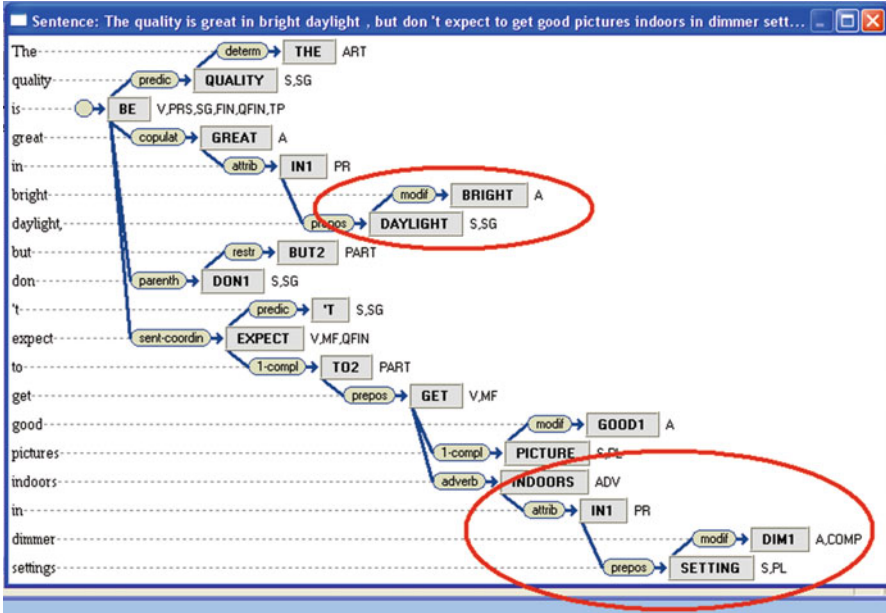 Sentence: The quality is great in bright daylight , but don 't expect to get good pictures indoors in dimmer sett...
The determ THE ART
quality predic QUALITY S,SG
is BE V,PRS,SG,FIN,QFIN,TP
great copulat GREAT A
in attrib IN1 PR
bright modif BRIGHT A
daylight, prepos DAYLIGHT S,SG
but restr BUT2 PART
don parenth DON1 S,SG
't predic 'T S,SG
expect sent-coordin EXPECT V,MF,QFIN
to 1-compl TO2 PART
get prepos GET V,MF
good modif GOOD1 A
pictures 1-compl PICTURE S,PL
indoors adverb INDOORS ADV
in attrib IN1 PR
dimmer modif DIM1 A,COMP
settings prepos SETTING S,PL